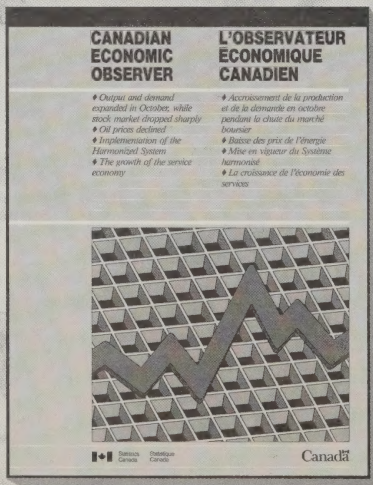 CANADIAN
ECONOMIC
OBSERVER
♦ Output and demand
expanded in October, while
stock market dropped sharply
♦ Oil prices declined
♦ Implementation of the
Harmonized System
♦ The growth of the service
economy
L'OBSERVATEUR
ÉCONOMIQUE
CANADIEN
♦ Accroissement de la production
et de la demande en octobre
pendant la chute du marché
boursier
♦ Baisse des prix de l'énergie
♦ Mise en vigueur du Système
harmonisé
♦ La croissance de l'économie des
services
Statistics
Canada
Statistique
Canada
Canada